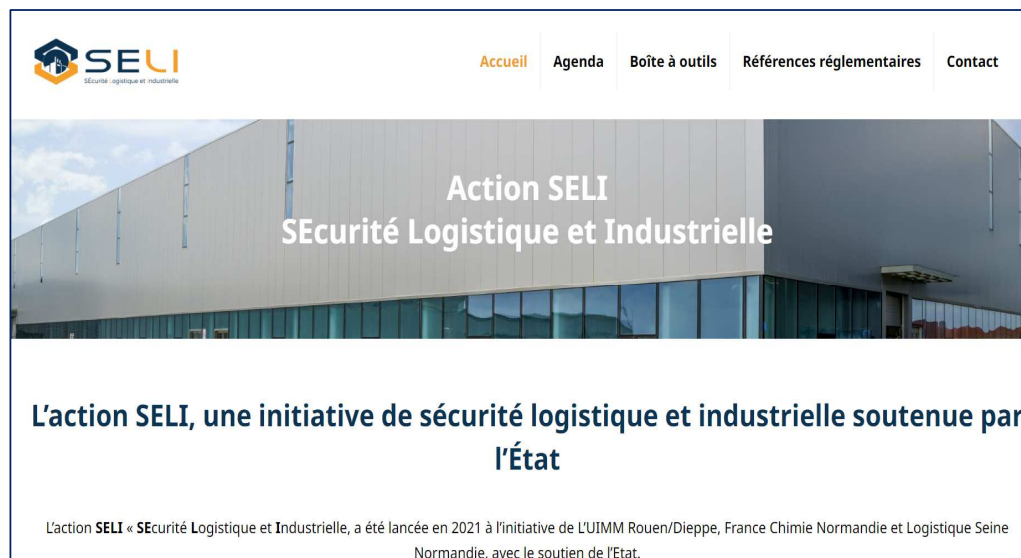 SELI
SEcurité Logistique et Industrielle
Accueil Agenda Boîte à outils Références réglementaires Contact
Action SELI
SEcurité Logistique et Industrielle
L'action SELI, une initiative de sécurité logistique et industrielle soutenue par
l'État
L'action SELI « SEcurité Logistique et Industrielle, a été lancée en 2021 à l'initiative de L'UIMM Rouen/Dieppe, France Chimie Normandie et Logistique Seine
Normandie, avec le soutien de l'Etat.